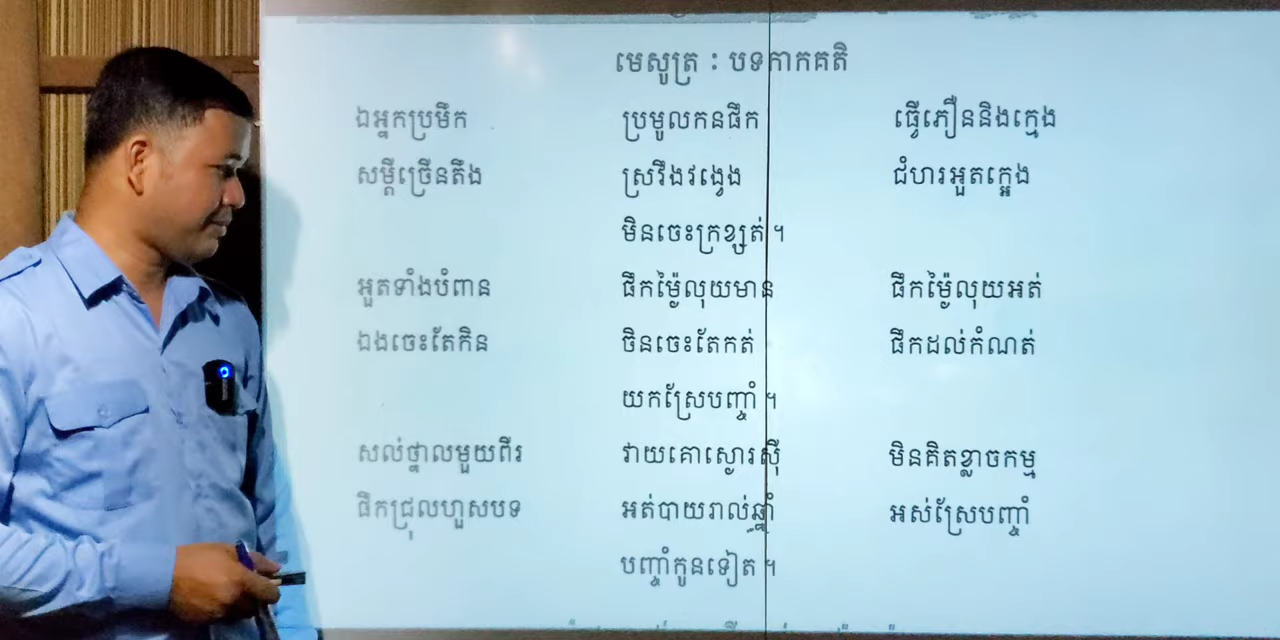 មេសូត្រ : បទកាកគតិ
ឯអ្នកប្រមឹក ប្រមូលកនផឹក ធ្វើភឿននិងក្មេង
សម្ដីច្រើនតឹង ស្រវឹងវង្វេង ជំហរអួតក្អេង
មិនចេះក្រខ្សត់ ។
អួតទាំងបំពាន ផឹកម្ល៉ៃលុយមាន ផឹកម្ល៉ៃលុយអត់
ឯងចេះតែកិន ចិនចេះតែកត់ ផឹកដល់កំណត់
យកស្រែបញ្ចាំ ។
សល់ថ្នាលមួយពីរ វាយគោស្ងោរស៊ី មិនគិតខ្លាចកម្ម
ផឹកជ្រុលហួសបទ អត់បាយរាល់ឆ្នាំ អស់ស្រែបញ្ចាំ
បញ្ចាំកូនទៀត ។